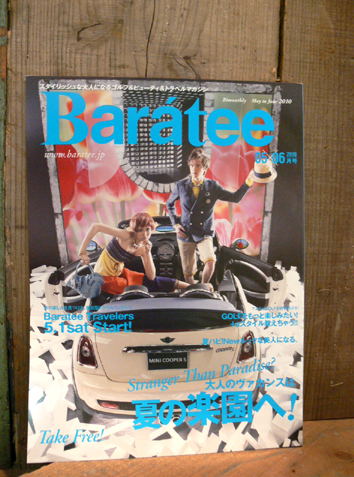 スタイリッシュな大人になるゴルフ&ビューティ&トラベルマガジン
Bimonthly May to June 2010
Baratee
www.baratee.jp
05-06 2010 月号
Baratee Travelers
5.1sat Start!
GOLFをもっと楽しみたい!
MINI COOPER S
Stranger Than Paradise?
大人のヴァカンスは、
夏の楽園へ!
Take Free!